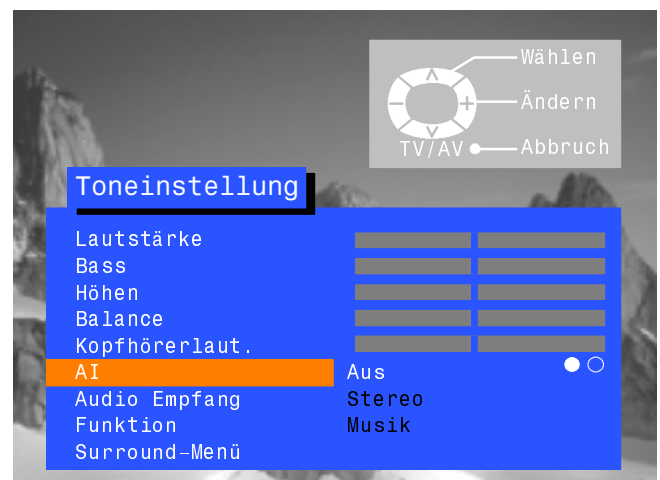 Wählen
Ändern
TV/AV Abbruch
Toneinstellung
Lautstärke
Bass
Höhen
Balance
Kopfhörerlaut.
AI Aus
Audio Empfang Stereo
Funktion Musik
Surround-Menü